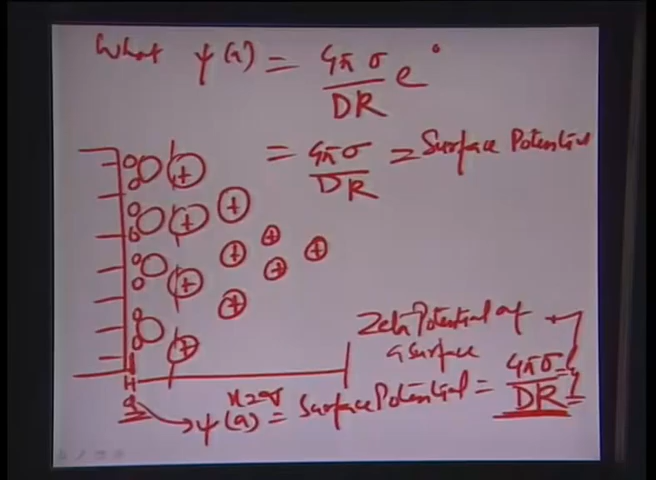 What ψ(a) = 4πσ/DR e°
= 4πσ/DR = Surface Potential
+ +
+ + +
+ + +
+ +
+ +
+
Zeta Potential of
a surface
a
x=a
ψ(a) = Surface Potential = 4πσ/DR